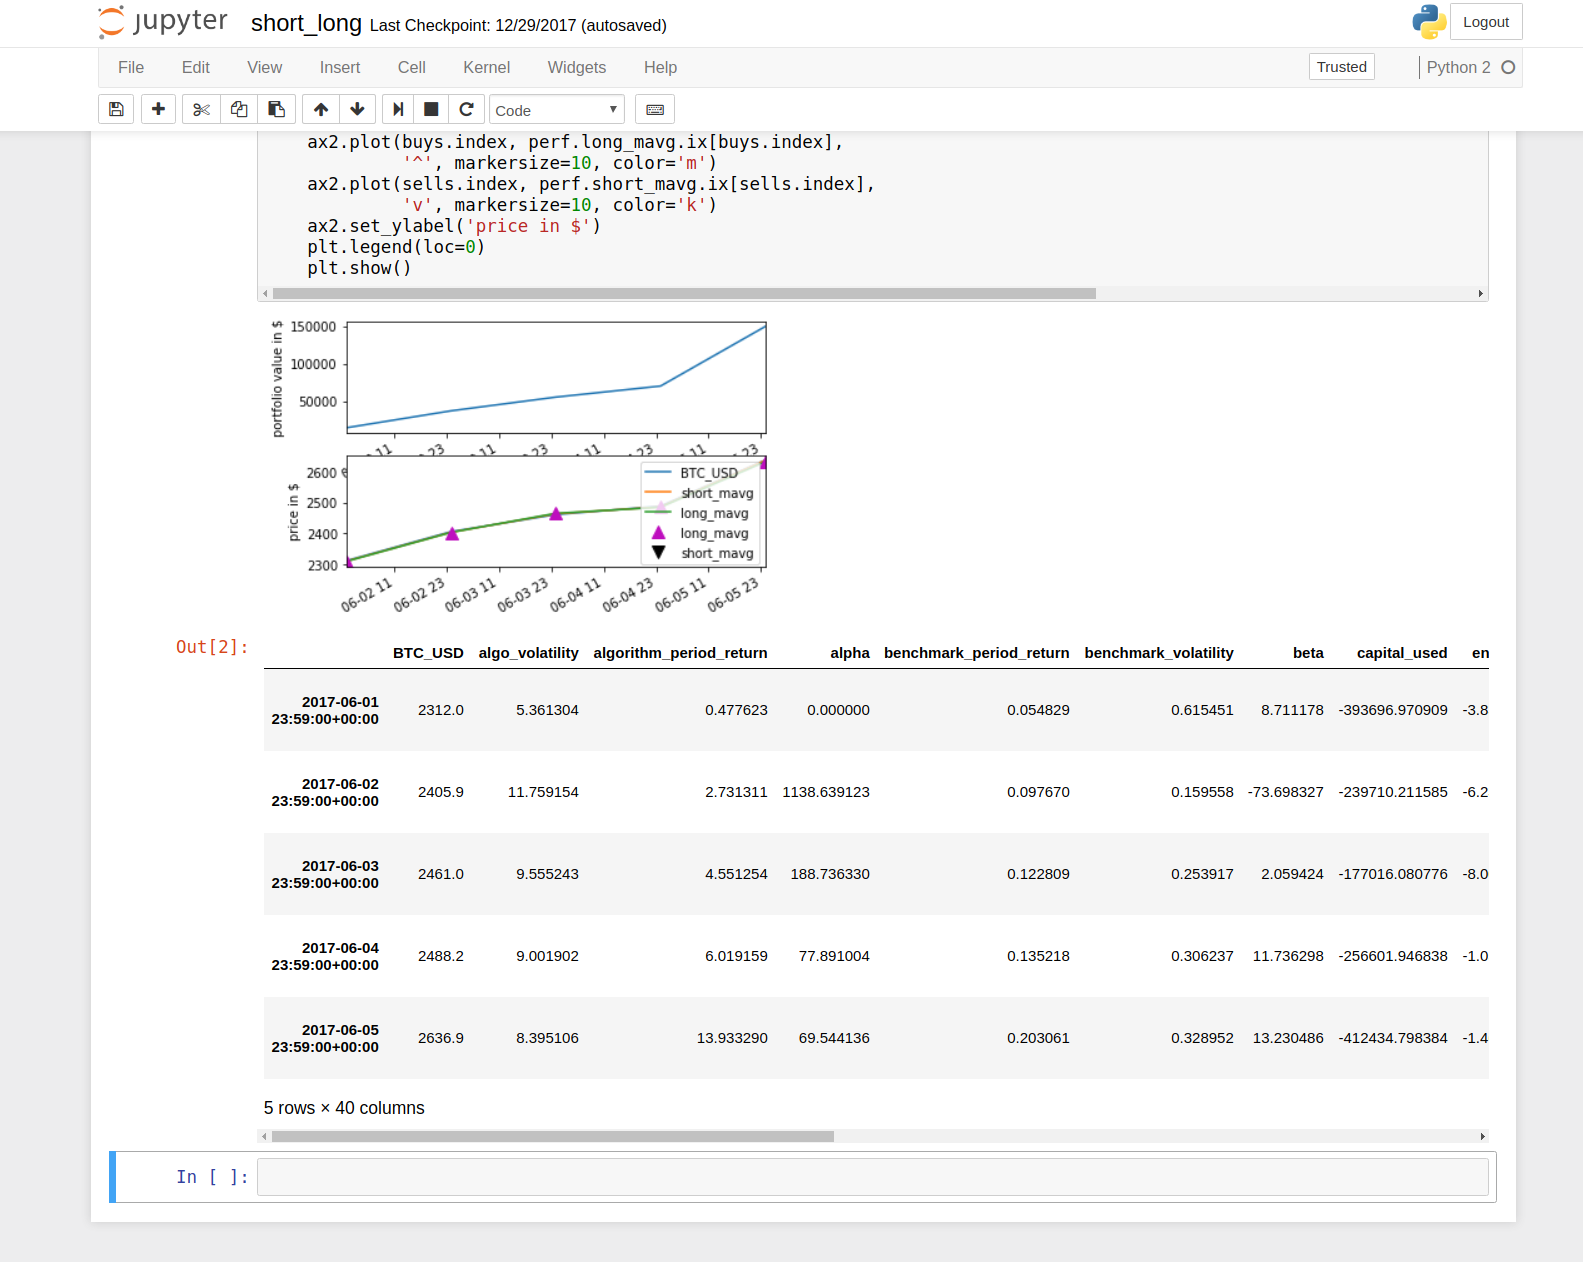 jupyter short_long Last Checkpoint: 12/29/2017 (autosaved) Logout
File Edit View Insert Cell Kernel Widgets Help Trusted Python 2
Code
ax2.plot(buys.index, perf.long_mavg.ix[buys.index],
'^', markersize=10, color='m')
ax2.plot(sells.index, perf.short_mavg.ix[sells.index],
'v', markersize=10, color='k')
ax2.set_ylabel('price in $')
plt.legend(loc=0)
plt.show()
portfolio value in $
150000
100000
50000
11 23 11 23 11 23 11 23
price in $
2600
2500
2400
2300
BTC_USD
short_mavg
long_mavg
long_mavg
short_mavg
06-02 11 06-02 23 06-03 11 06-03 23 06-04 11 06-04 23 06-05 11 06-05 23
Out[2]:
BTC_USD algo_volatility algorithm_period_return alpha benchmark_period_return benchmark_volatility beta capital_used en
2017-06-01 23:59:00+00:00 2312.0 5.361304 0.477623 0.000000 0.054829 0.615451 8.711178 -393696.970909 -3.8
2017-06-02 23:59:00+00:00 2405.9 11.759154 2.731311 1138.639123 0.097670 0.159558 -73.698327 -239710.211585 -6.2
2017-06-03 23:59:00+00:00 2461.0 9.555243 4.551254 188.736330 0.122809 0.253917 2.059424 -177016.080776 -8.0
2017-06-04 23:59:00+00:00 2488.2 9.001902 6.019159 77.891004 0.135218 0.306237 11.736298 -256601.946838 -1.0
2017-06-05 23:59:00+00:00 2636.9 8.395106 13.933290 69.544136 0.203061 0.328952 13.230486 -412434.798384 -1.4
5 rows × 40 columns
In [ ]: